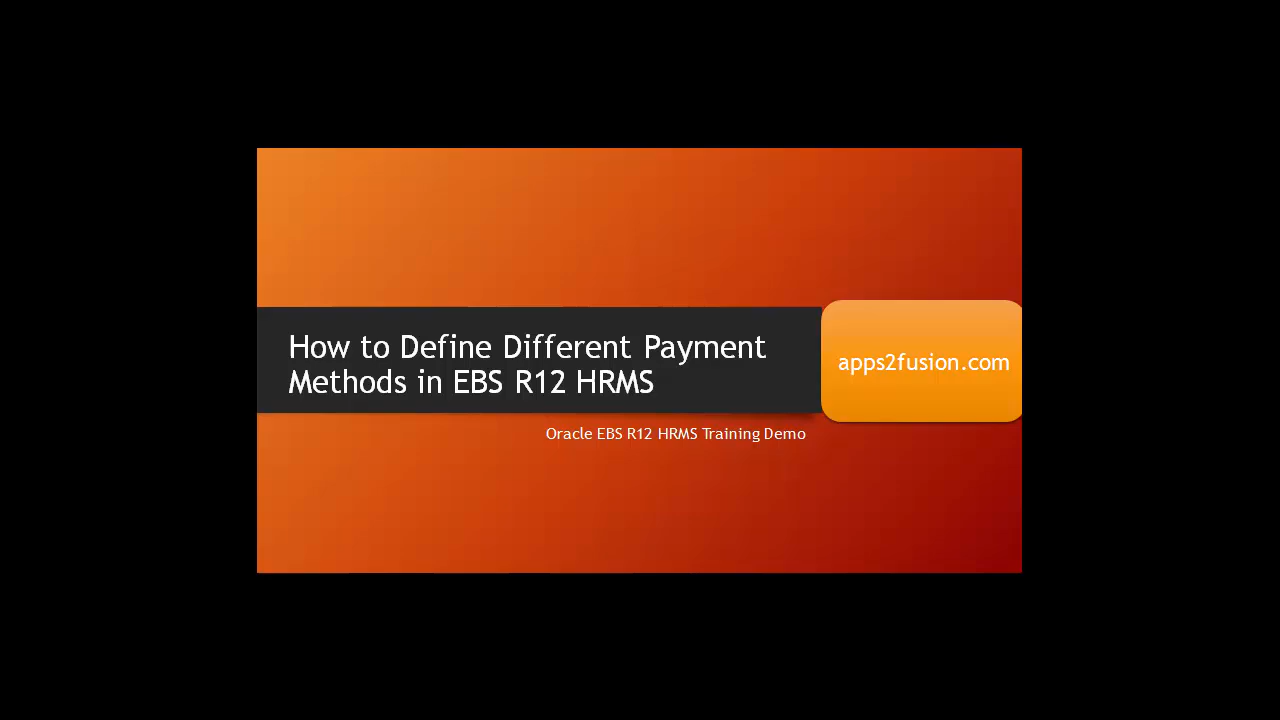 How to Define Different Payment
Methods in EBS R12 HRMS
apps2fusion.com
Oracle EBS R12 HRMS Training Demo